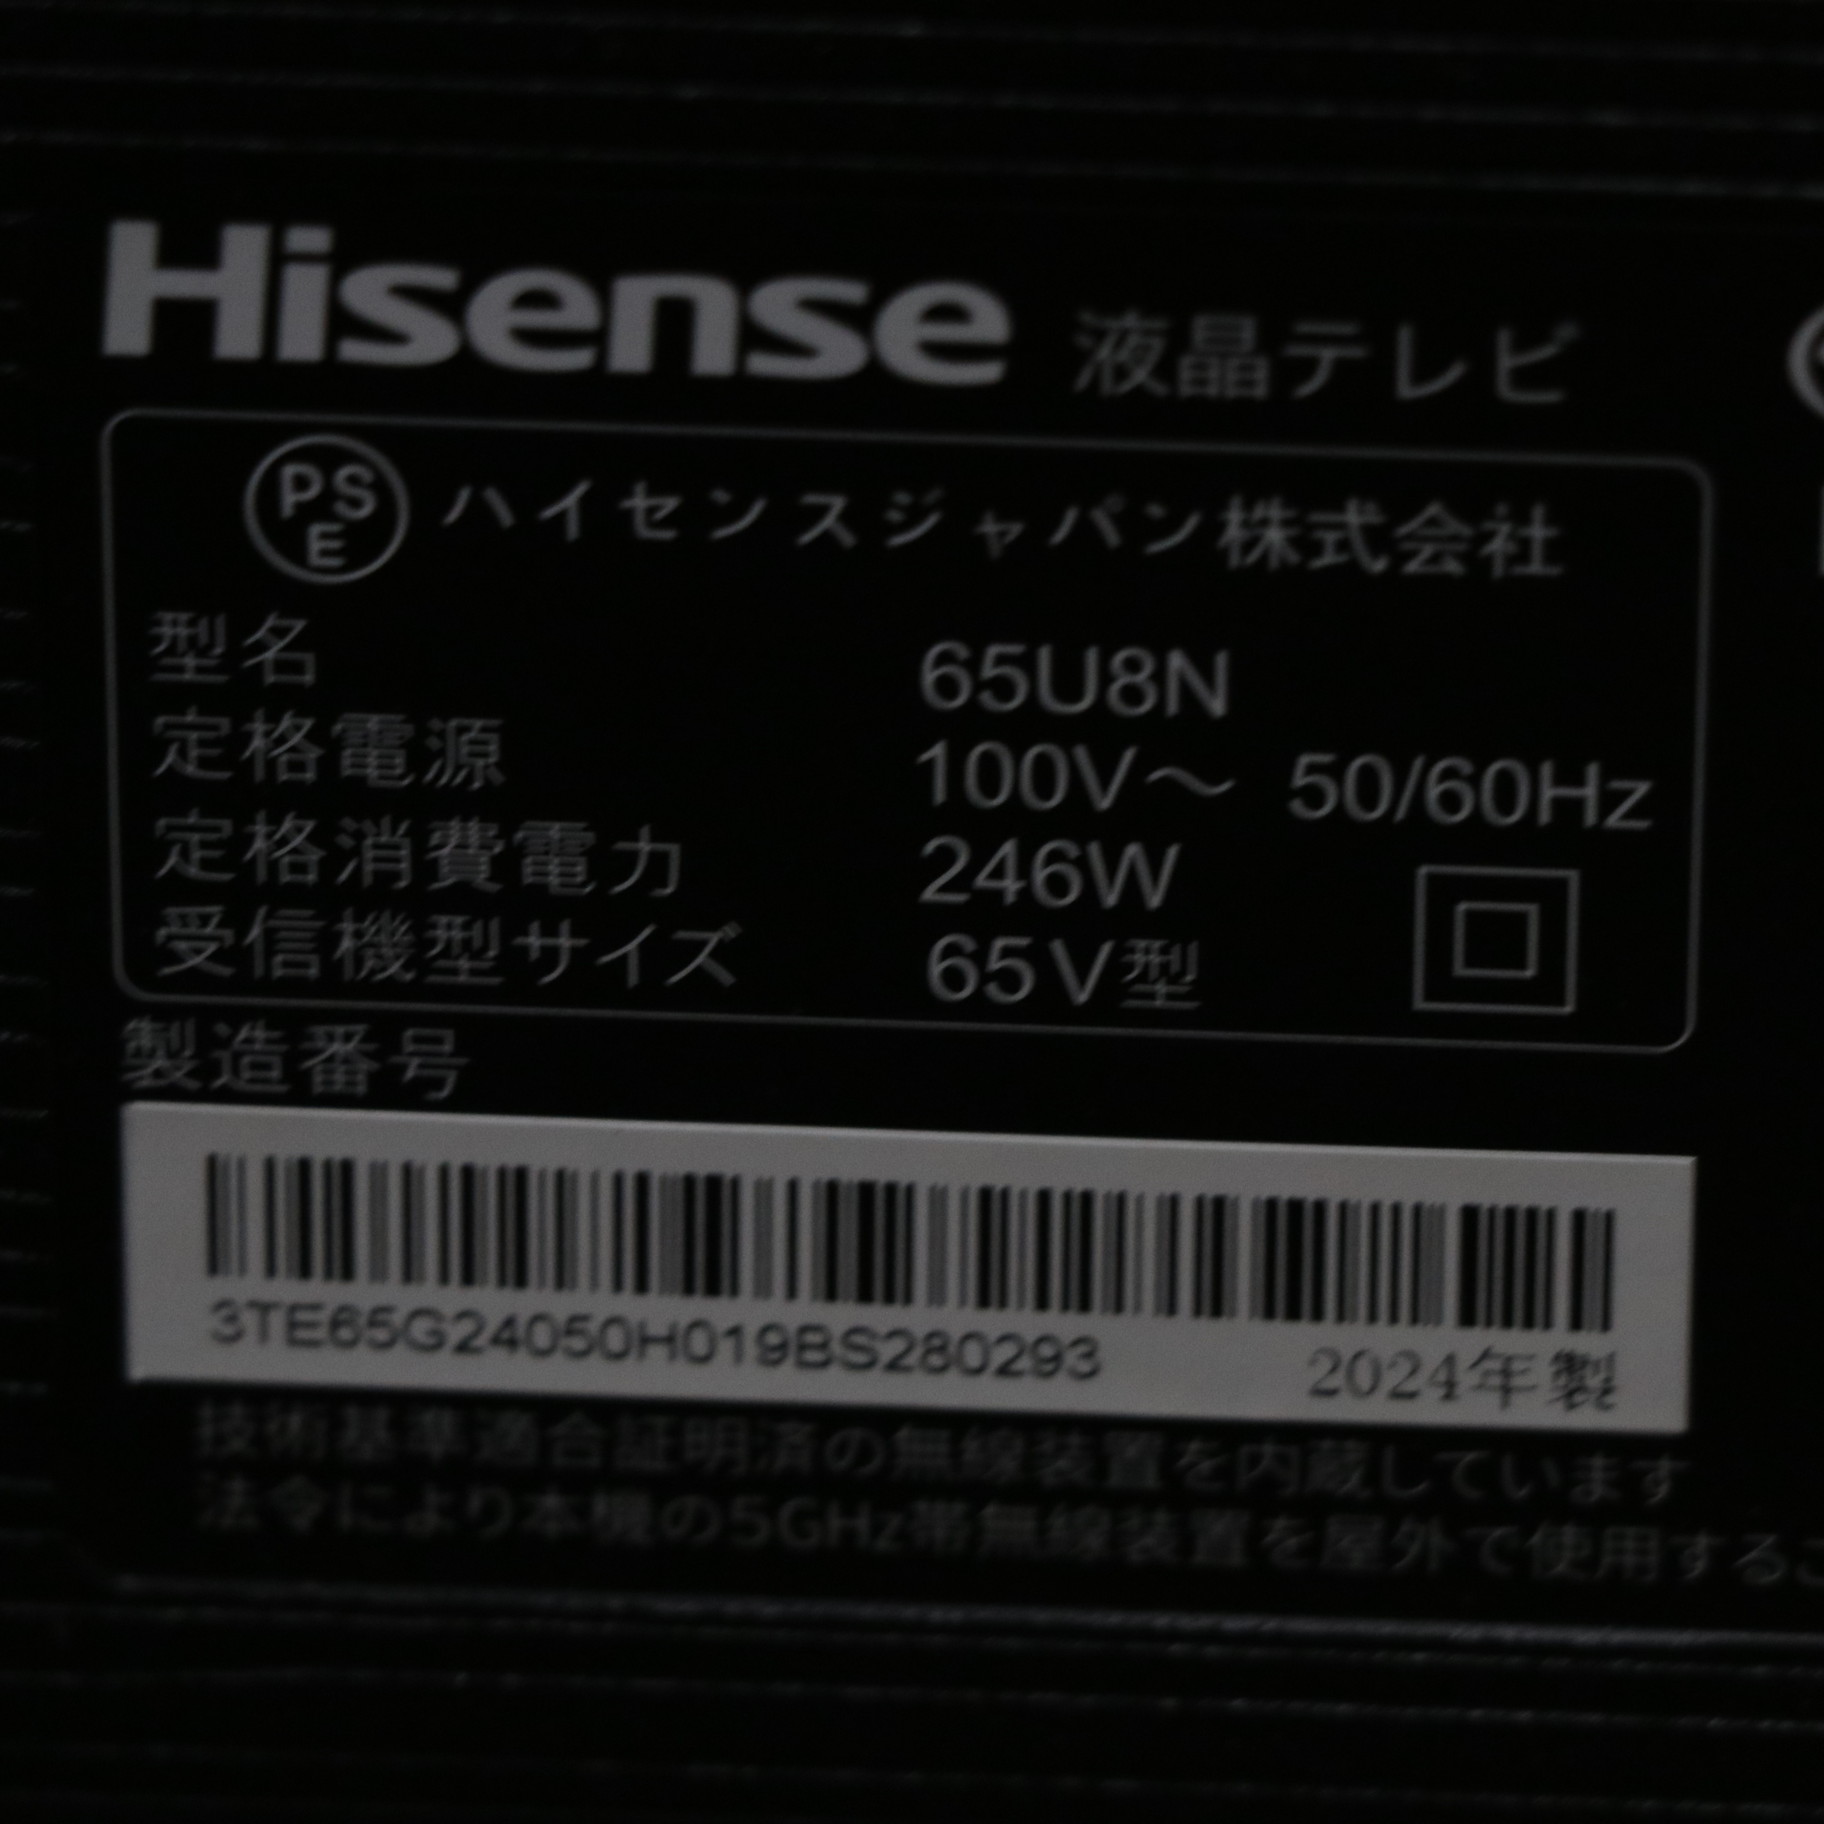 Hisense 液晶テレビ
PSE ハイセンスジャパン株式会社
型名 65U8N
定格電源 100V～ 50/60Hz
定格消費電力 246W
受信機型サイズ 65V型
製造番号
3TE65G24050H019BS280293 2024年製
技術基準適合証明済の無線装置を内蔵しています
法令により本機の5GHz帯無線装置を屋外で使用するこ